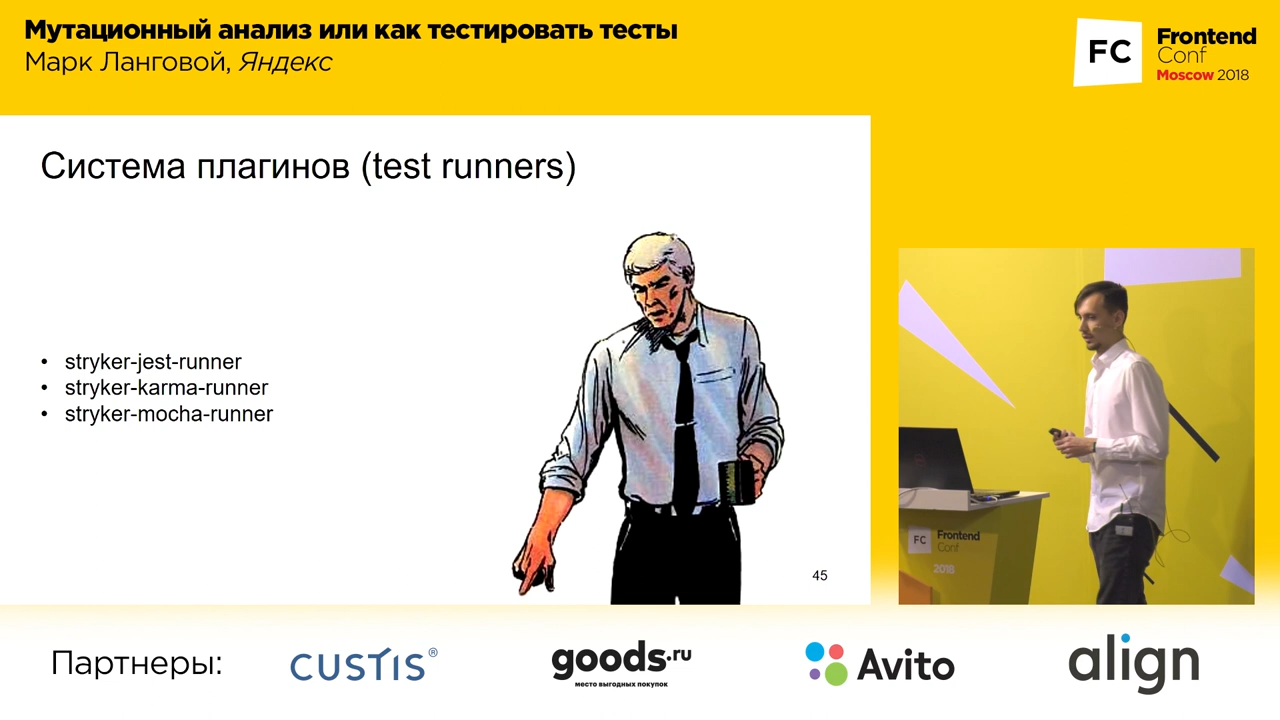 Мутационный анализ или как тестировать тесты
Марк Ланговой, Яндекс
FC
Frontend
Conf
Moscow 2018
Система плагинов (test runners)
• stryker-jest-runner
• stryker-karma-runner
• stryker-mocha-runner
45
FC
Frontend
Conf
2018
Партнеры:
CUSTIS®
goods.ru
место выгодных покупок
Avito
align